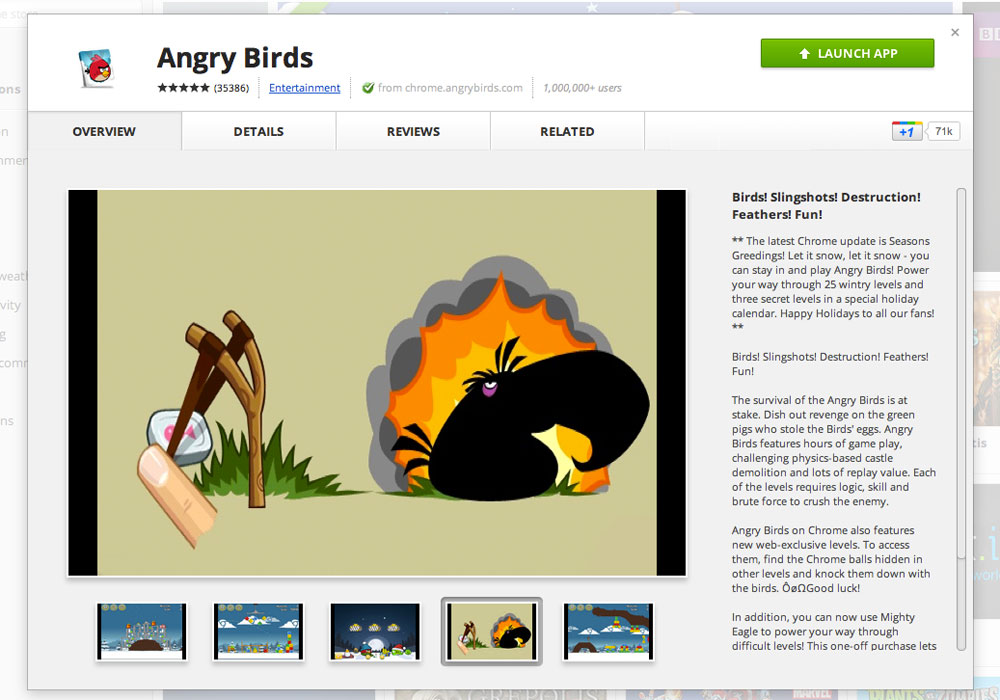 Angry Birds
(35386)
Entertainment
from chrome.angrybirds.com
1,000,000+ users
LAUNCH APP
OVERVIEW
DETAILS
REVIEWS
RELATED
+1
71k
Birds! Slingshots! Destruction!
Feathers! Fun!
** The latest Chrome update is Seasons
Greedings! Let it snow, let it snow - you
can stay in and play Angry Birds! Power
your way through 25 wintry levels and
three secret levels in a special holiday
calendar. Happy Holidays to all our fans!
**
Birds! Slingshots! Destruction! Feathers!
Fun!
The survival of the Angry Birds is at
stake. Dish out revenge on the green
pigs who stole the Birds' eggs. Angry
Birds features hours of game play,
challenging physics-based castle
demolition and lots of replay value. Each
of the levels requires logic, skill and
brute force to crush the enemy.
Angry Birds on Chrome also features
new web-exclusive levels. To access
them, find the Chrome balls hidden in
other levels and knock them down with
the birds. ÔøΩGood luck!
In addition, you can now use Mighty
Eagle to power your way through
difficult levels! This one-off purchase lets